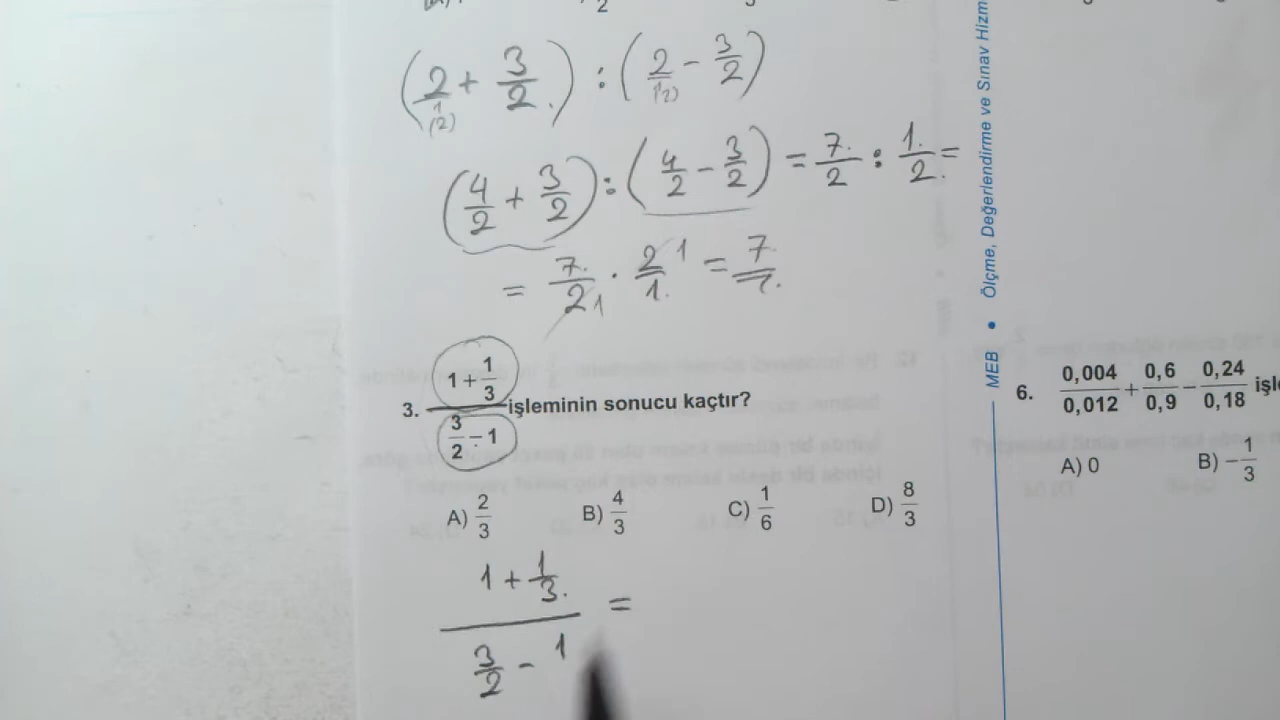 (2 + 3/2) : (2 - 3/2)
(2) (2)
(4/2 + 3/2) : (4/2 - 3/2) = 7/2 : 1/2 =
= 7/2 · 2/1 = 7/1
3. (1 + 1/3)/(3/2 - 1) işleminin sonucu kaçtır?
A) 2/3 B) 4/3 C) 1/6 D) 8/3
(1 + 1/3)/(3/2 - 1) =
MEB • Ölçme, Değerlendirme ve Sınav Hizm
6. 0,004/0,012 + 0,6/0,9 - 0,24/0,18 işle
A) 0 B) -1/3